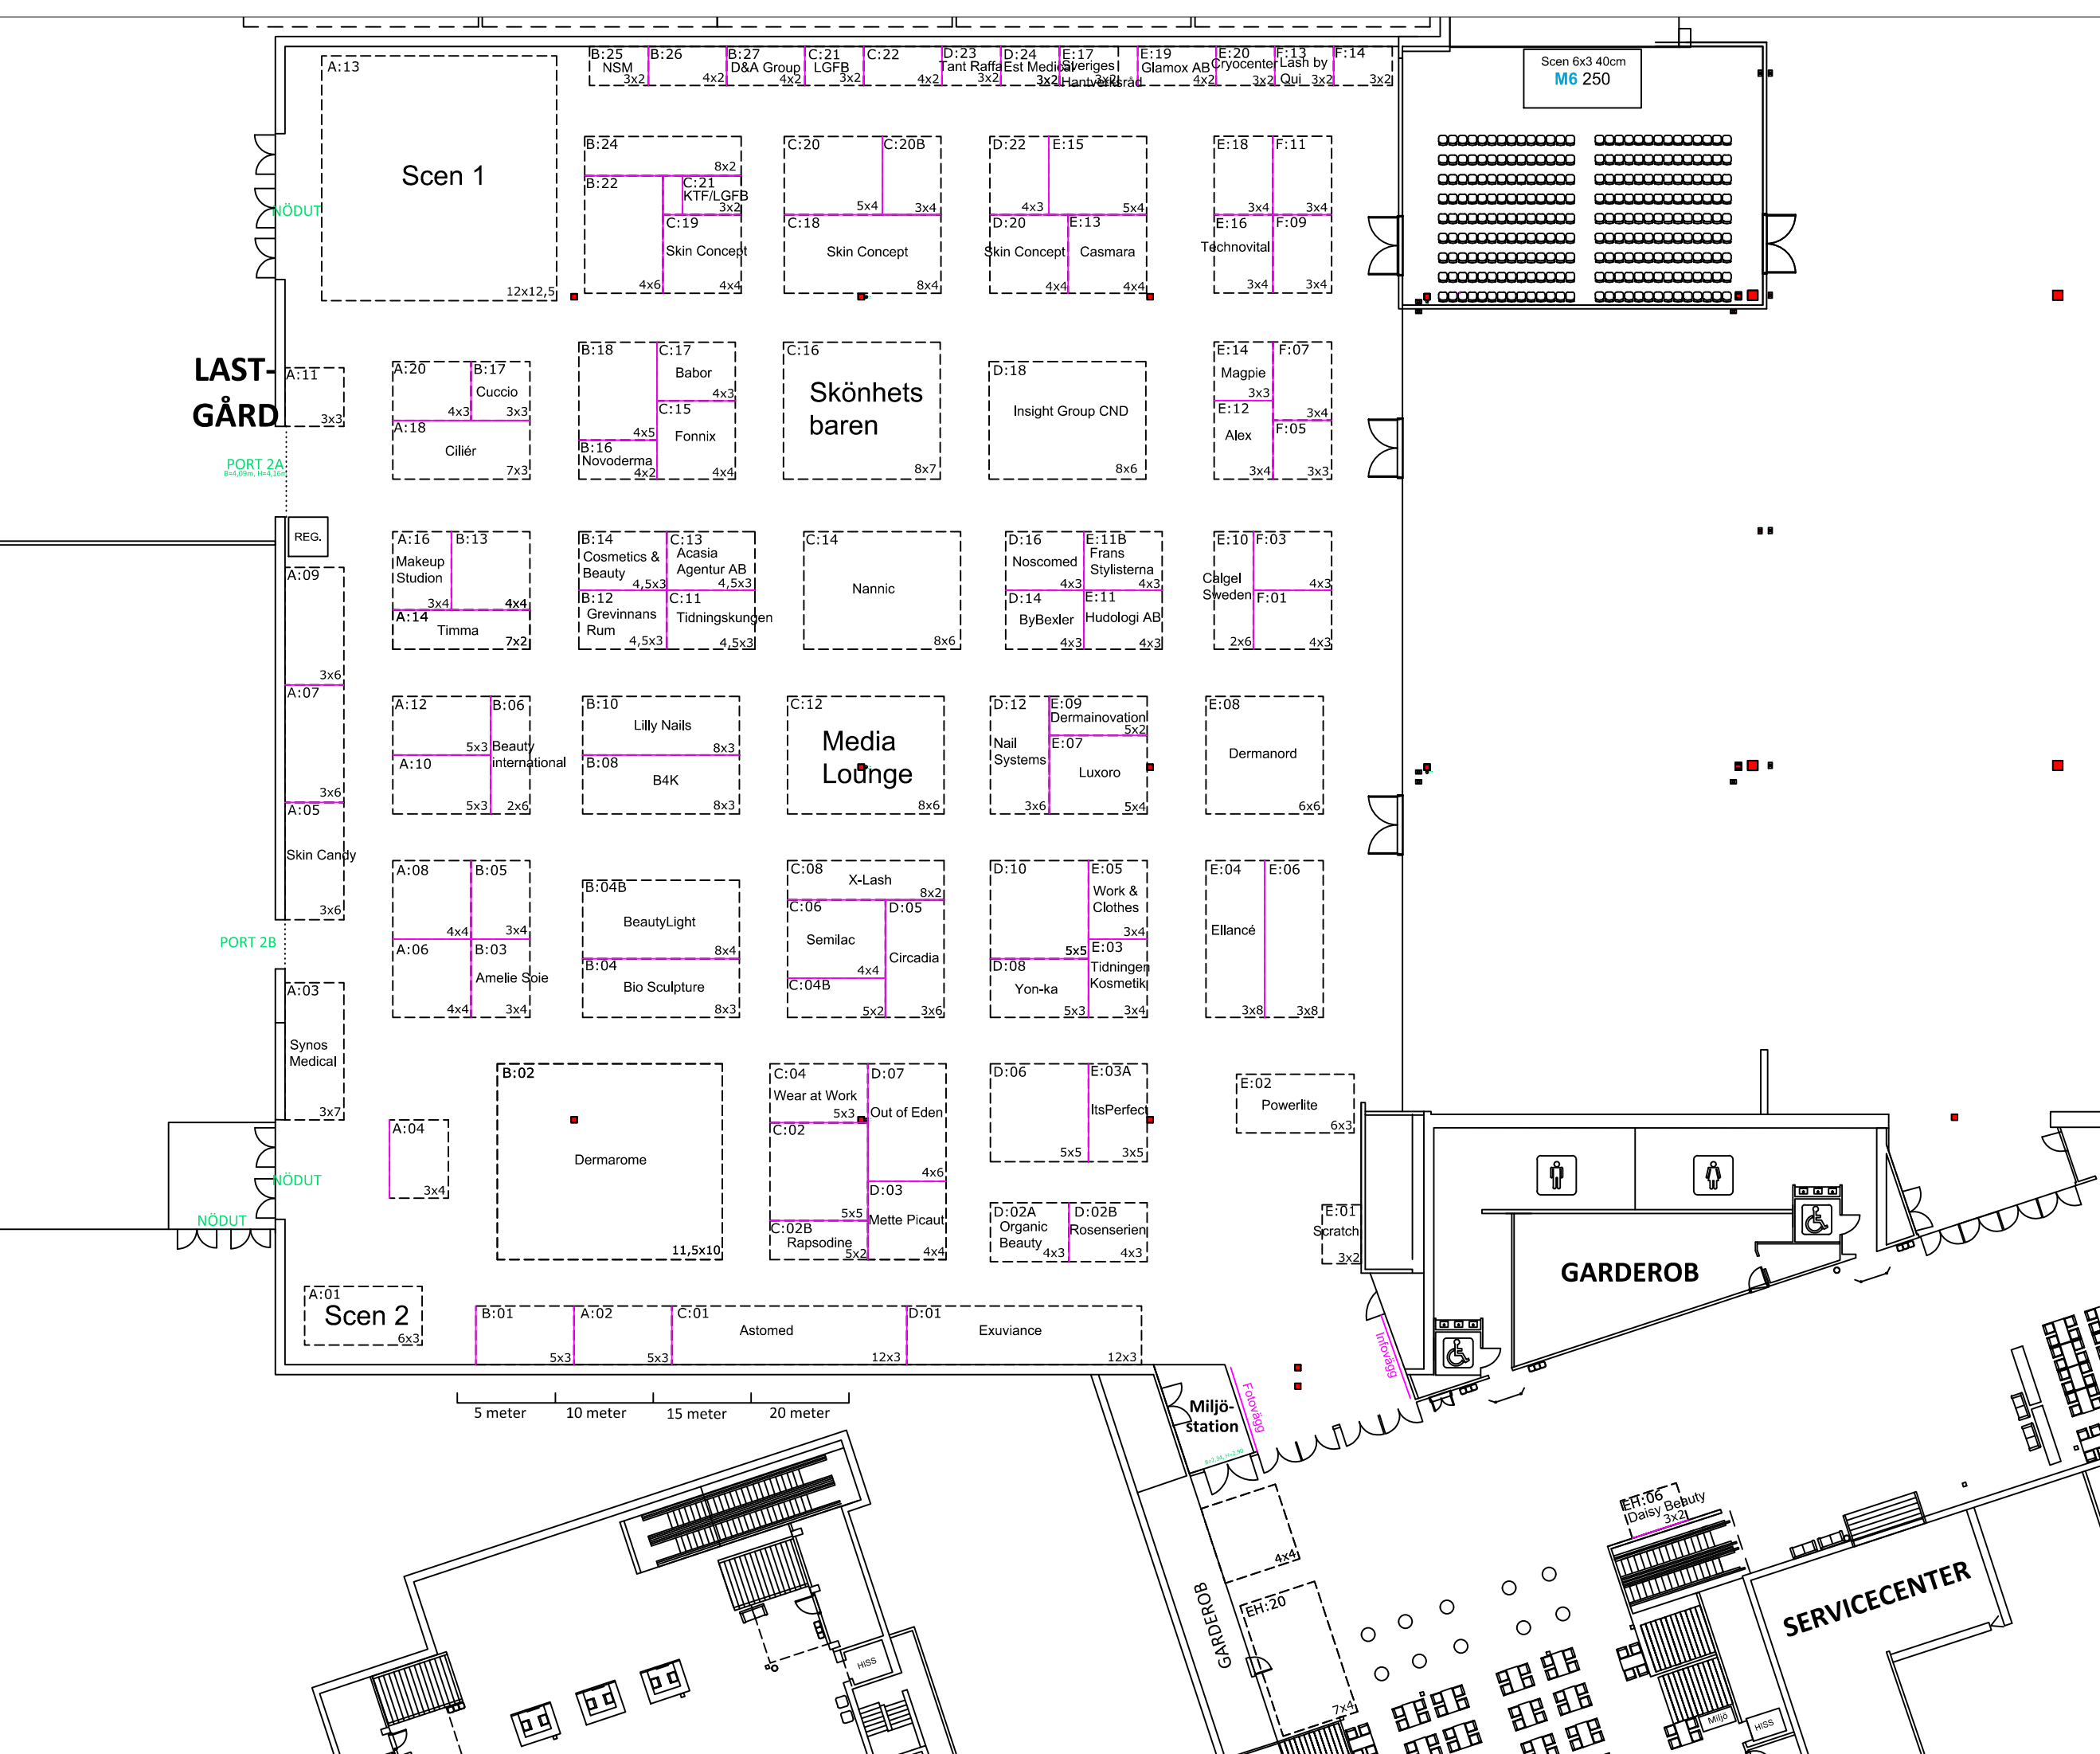 A:13
Scen 1
12x12,5
B:25
NSM
3x2
B:26
4x2
B:27
D&A Group
4x2
C:21
LGFB
3x2
C:22
4x2
D:23
Tant Raffa
3x2
D:24
Est Medical
3x2
E:17
Sveriges
Hantverksråd
3x2
E:19
Glamox AB
4x2
E:20
Cryocenter
3x2
F:13
Lash by
Qui
3x2
F:14
3x2
Scen 6x3 40cm
M6 250
B:24
8x2
B:22
4x6
C:21
KTF/LGFB
3x2
C:19
Skin Concept
4x4
C:20
5x4
C:20B
3x4
C:18
Skin Concept
8x4
D:22
4x3
E:15
5x4
D:20
Skin Concept
4x4
E:13
Casmara
4x4
E:18
3x4
F:11
3x4
E:16
Technovital
3x4
F:09
3x4
NÖDUT
LAST-
GÅRD
A:11
3x3
PORT 2A
B=4,09m, H=4,16m
A:20
4x3
B:17
Cuccio
3x3
A:18
Ciliér
7x3
B:18
4x5
C:17
Babor
4x3
C:15
Fonnix
4x4
B:16
Novoderma
4x2
C:16
Skönhets
baren
8x7
D:18
Insight Group CND
8x6
E:14
Magpie
3x3
F:07
3x4
E:12
Alex
3x4
F:05
3x3
REG.
A:09
3x6
A:07
3x6
A:05
Skin Candy
3x6
A:16
Makeup
Studion
3x4
B:13
4x4
A:14
Timma
7x2
B:14
Cosmetics &
Beauty
4,5x3
C:13
Acasia
Agentur AB
4,5x3
B:12
Grevinnans
Rum
4,5x3
C:11
Tidningskungen
4,5x3
C:14
Nannic
8x6
D:16
Noscomed
4x3
E:11B
Frans
Stylisterna
4x3
D:14
ByBexler
4x3
E:11
Hudologi AB
4x3
E:10
Calgel
Sweden
2x6
F:03
4x3
F:01
4x3
A:12
5x3
B:06
Beauty
international
2x6
A:10
5x3
B:10
Lilly Nails
8x3
B:08
B4K
8x3
C:12
Media
Lounge
8x6
D:12
Nail
Systems
3x6
E:09
Dermainovation
5x2
E:07
Luxoro
5x4
E:08
Dermanord
6x6
PORT 2B
A:08
4x4
B:05
3x4
A:06
4x4
B:03
Amelie Soie
3x4
B:04B
BeautyLight
8x4
B:04
Bio Sculpture
8x3
C:08
X-Lash
8x2
C:06
Semilac
4x4
D:05
Circadia
3x6
C:04B
5x2
D:10
5x5
E:05
Work &
Clothes
3x4
D:08
Yon-ka
5x3
E:03
Tidningen
Kosmetik
3x4
E:04
Ellancé
3x8
E:06
3x8
A:03
Synos
Medical
3x7
A:04
3x4
NÖDUT
NÖDUT
B:02
Dermarome
11,5x10
C:04
Wear at Work
5x3
D:07
Out of Eden
4x6
C:02
5x5
D:03
Mette Picaut
4x4
C:02B
Rapsodine
5x2
D:06
5x5
E:03A
ItsPerfect
3x5
E:02
Powerlite
6x3
D:02A
Organic
Beauty
4x3
D:02B
Rosenserien
4x3
E:01
Scratch
3x2
GARDEROB
A:01
Scen 2
6x3
B:01
5x3
A:02
5x3
C:01
Astomed
12x3
D:01
Exuviance
12x3
5 meter
10 meter
15 meter
20 meter
Miljö-
station
Fotovägg
Infovägg
4x4
GARDEROB
EH:20
7x4
EH:06
Daisy Beauty
3x2
SERVICECENTER
HISS
Miljö
HISS